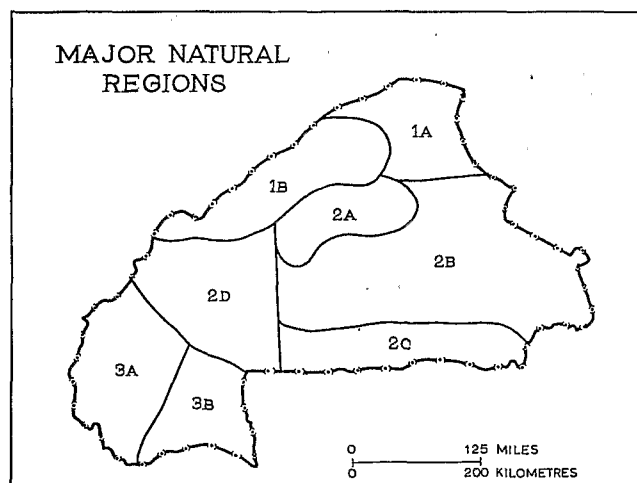 MAJOR NATURAL
REGIONS
1A
1B
2A
2B
2D
2C
3A
3B
0 125 MILES
0 200 KILOMETRES